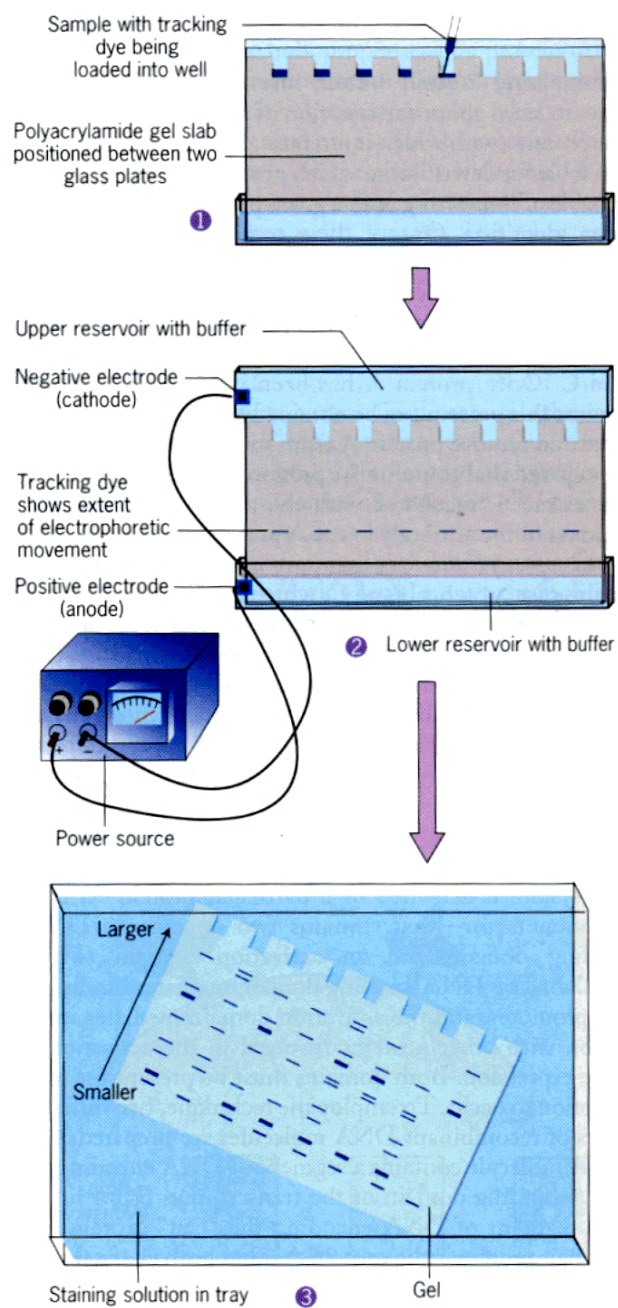 Sample with tracking
dye being
loaded into well
Polyacrylamide gel slab
positioned between two
glass plates
1
Upper reservoir with buffer
Negative electrode
(cathode)
Tracking dye
shows extent
of electrophoretic
movement
Positive electrode
(anode)
2 Lower reservoir with buffer
+ −
Power source
Larger
Smaller
Staining solution in tray
3
Gel